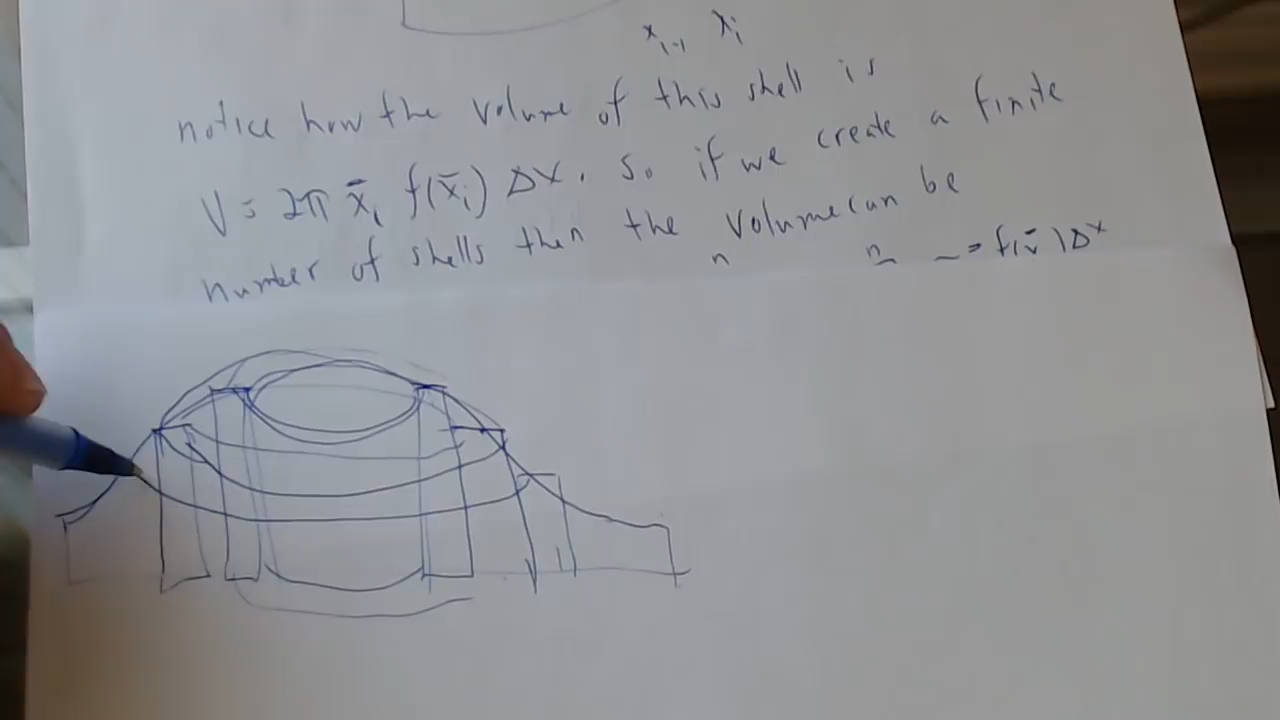 x_{i-1} x_i
notice how the volume of this shell is
V = 2π x̄_i f(x̄_i) Δx. So if we create a finite
number of shells then the volume can be
n n f(x̄ ) Δx